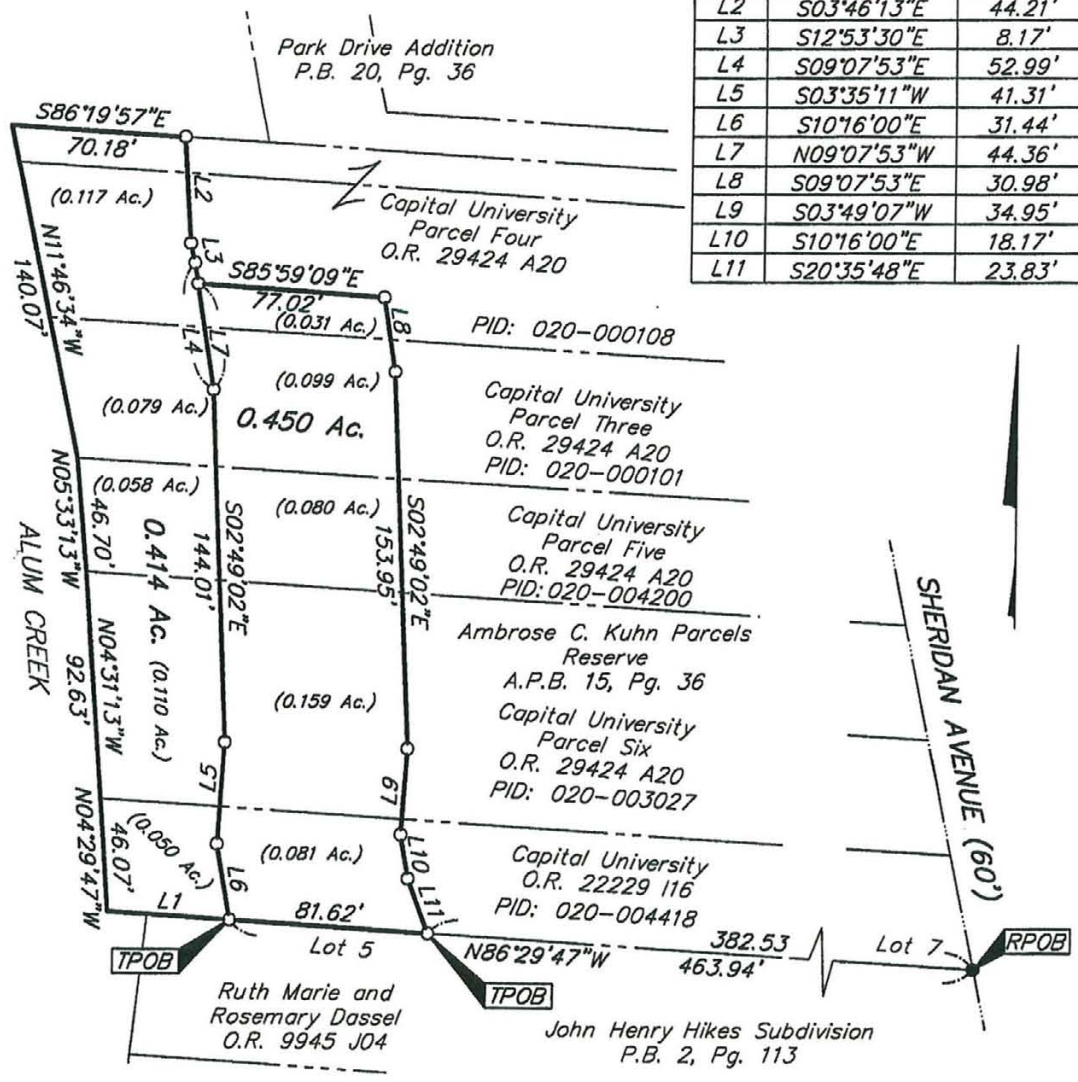 L2 S03°46'13"E 44.21'
L3 S12°53'30"E 8.17'
L4 S09°07'53"E 52.99'
L5 S03°35'11"W 41.31'
L6 S10°16'00"E 31.44'
L7 N09°07'53"W 44.36'
L8 S09°07'53"E 30.98'
L9 S03°49'07"W 34.95'
L10 S10°16'00"E 18.17'
L11 S20°35'48"E 23.83'
Park Drive Addition
P.B. 20, Pg. 36
S86°19'57"E
70.18'
(0.117 Ac.)
L2
L3
Capital University
Parcel Four
O.R. 29424 A20
S85°59'09"E
77.02'
(0.031 Ac.)
PID: 020-000108
N11°46'34"W
140.07'
L4
L7
L8
(0.079 Ac.)
(0.099 Ac.)
0.450 Ac.
Capital University
Parcel Three
O.R. 29424 A20
PID: 020-000101
(0.058 Ac.)
(0.080 Ac.)
N05°33'13"W
46.70'
S02°49'02"E
144.01'
S02°49'02"E
153.95'
Capital University
Parcel Five
O.R. 29424 A20
PID: 020-004200
ALUM CREEK
0.414 Ac. (0.110 Ac.)
N04°31'13"W
92.63'
(0.159 Ac.)
Ambrose C. Kuhn Parcels
Reserve
A.P.B. 15, Pg. 36
Capital University
Parcel Six
O.R. 29424 A20
PID: 020-003027
SHERIDAN AVENUE (60')
L5
L9
N04°29'47"W
46.07'
(0.050 Ac.)
L6
(0.081 Ac.)
L10
L11
Capital University
O.R. 22229 I16
PID: 020-004418
L1
81.62'
Lot 5
N86°29'47"W
382.53
463.94'
Lot 7
RPOB
TPOB
TPOB
Ruth Marie and
Rosemary Dassel
O.R. 9945 J04
John Henry Hikes Subdivision
P.B. 2, Pg. 113